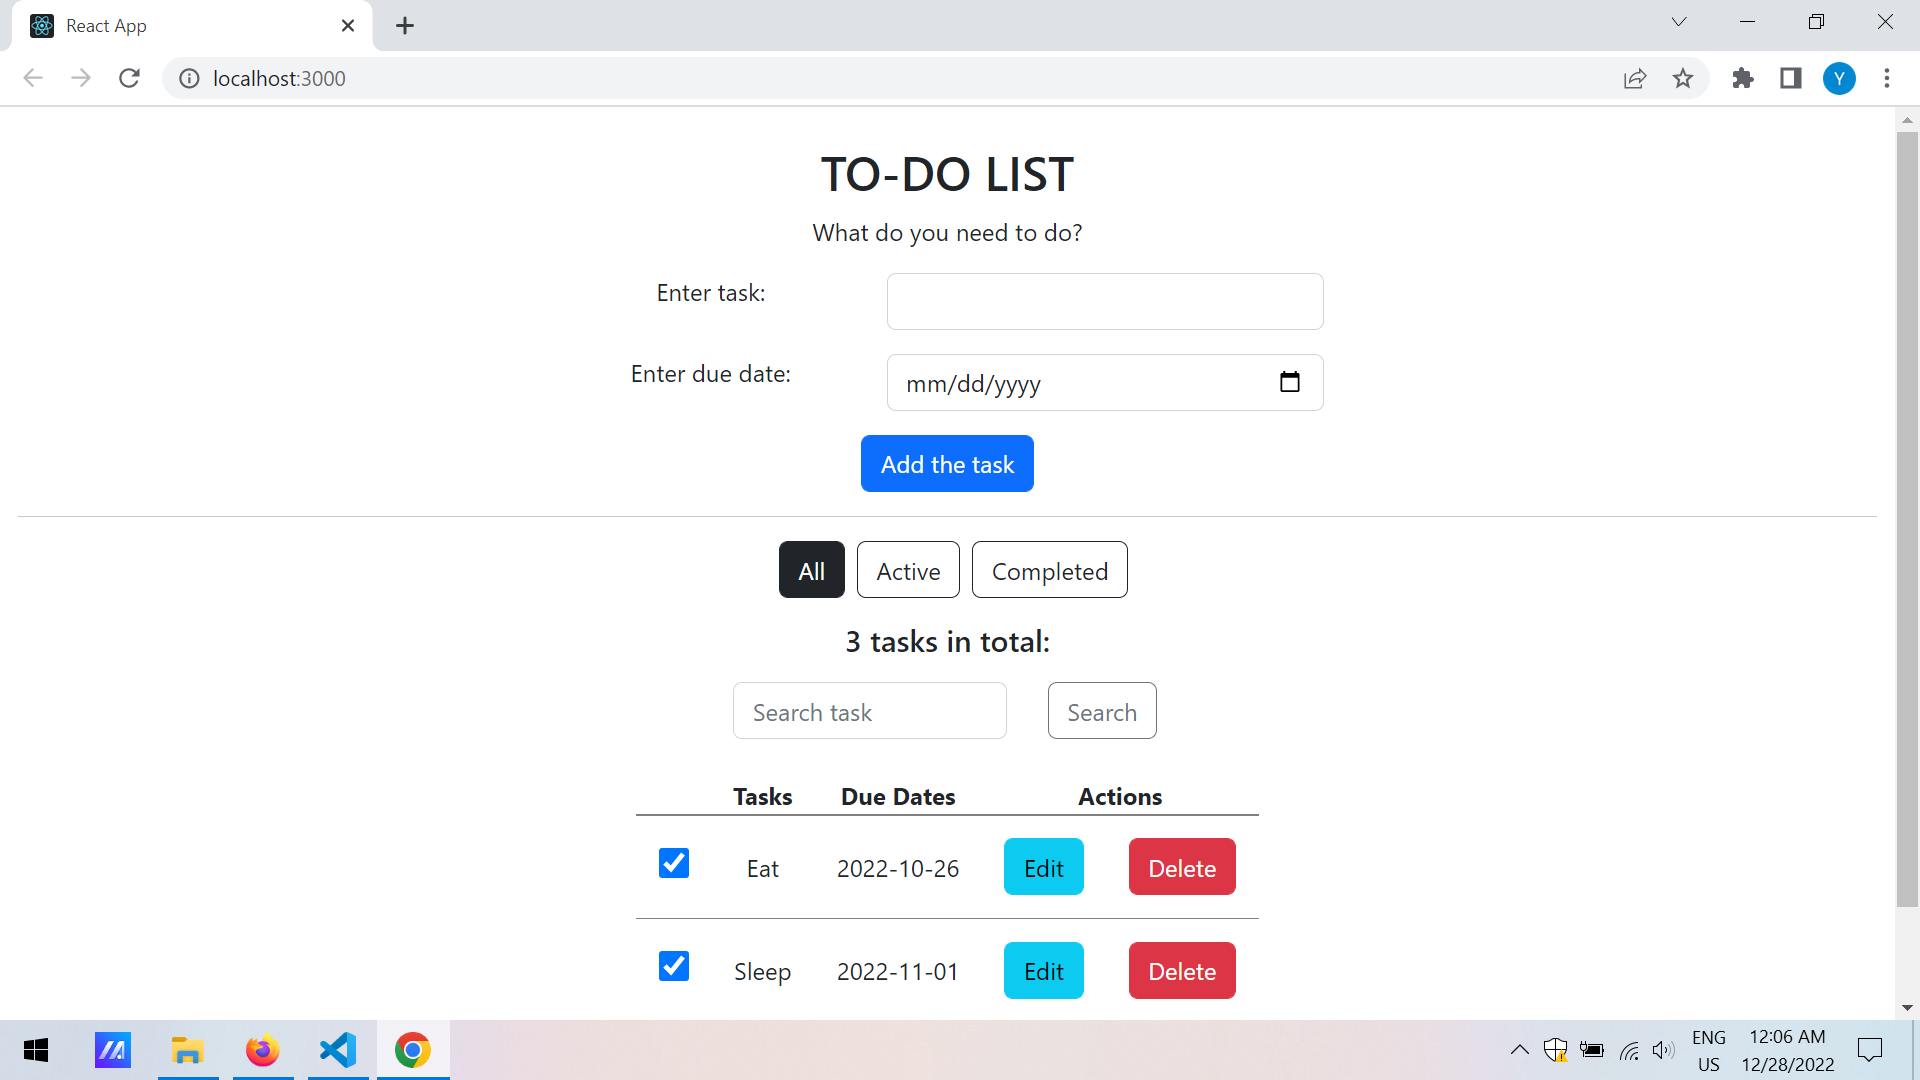 React App
localhost:3000
Y
TO-DO LIST
What do you need to do?
Enter task:
Enter due date:
mm/dd/yyyy
Add the task
All Active Completed
3 tasks in total:
Search task Search
Tasks Due Dates Actions
Eat 2022-10-26 Edit Delete
Sleep 2022-11-01 Edit Delete
ENG 12:06 AM
US 12/28/2022